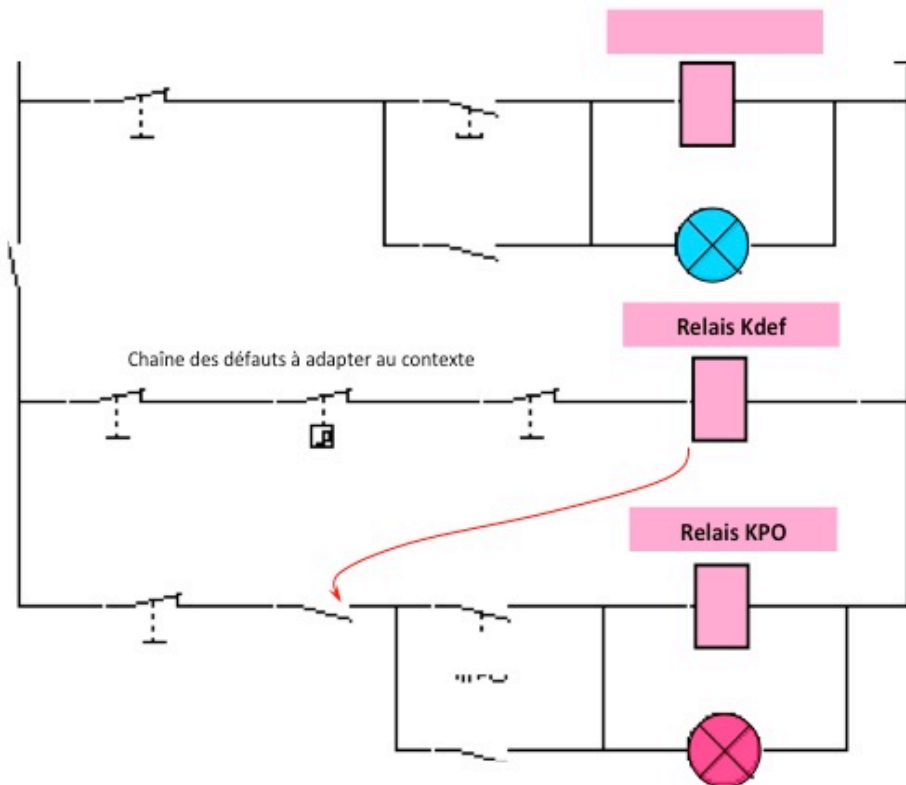 Relais Kdef
Chaîne des défauts à adapter au contexte
Relais KPO